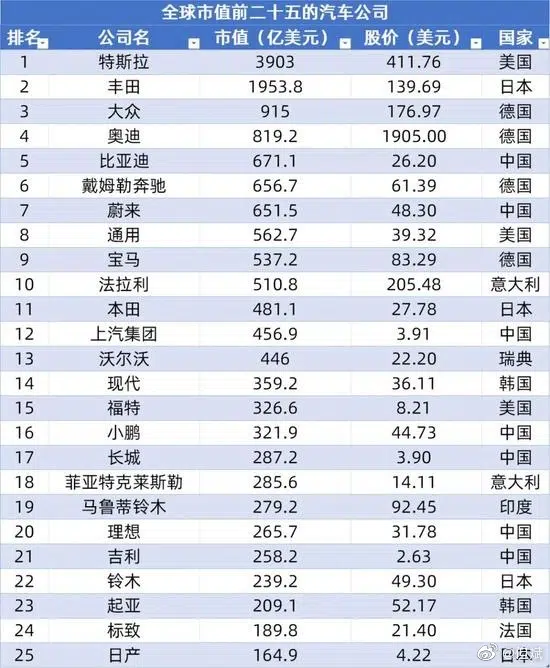 全球市值前二十五的汽车公司
排名 公司名 市值（亿美元） 股价（美元） 国家
1 特斯拉 3903 411.76 美国
2 丰田 1953.8 139.69 日本
3 大众 915 176.97 德国
4 奥迪 819.2 1905.00 德国
5 比亚迪 671.1 26.20 中国
6 戴姆勒奔驰 656.7 61.39 德国
7 蔚来 651.5 48.30 中国
8 通用 562.7 39.32 美国
9 宝马 537.2 83.29 德国
10 法拉利 510.8 205.48 意大利
11 本田 481.1 27.78 日本
12 上汽集团 456.9 3.91 中国
13 沃尔沃 446 22.20 瑞典
14 现代 359.2 36.11 韩国
15 福特 326.6 8.21 美国
16 小鹏 321.9 44.73 中国
17 长城 287.2 3.90 中国
18 菲亚特克莱斯勒 285.6 14.11 意大利
19 马鲁蒂铃木 279.2 92.45 印度
20 理想 265.7 31.78 中国
21 吉利 258.2 2.63 中国
22 铃木 239.2 49.30 日本
23 起亚 209.1 52.17 韩国
24 标致 189.8 21.40 法国
25 日产 164.9 4.22